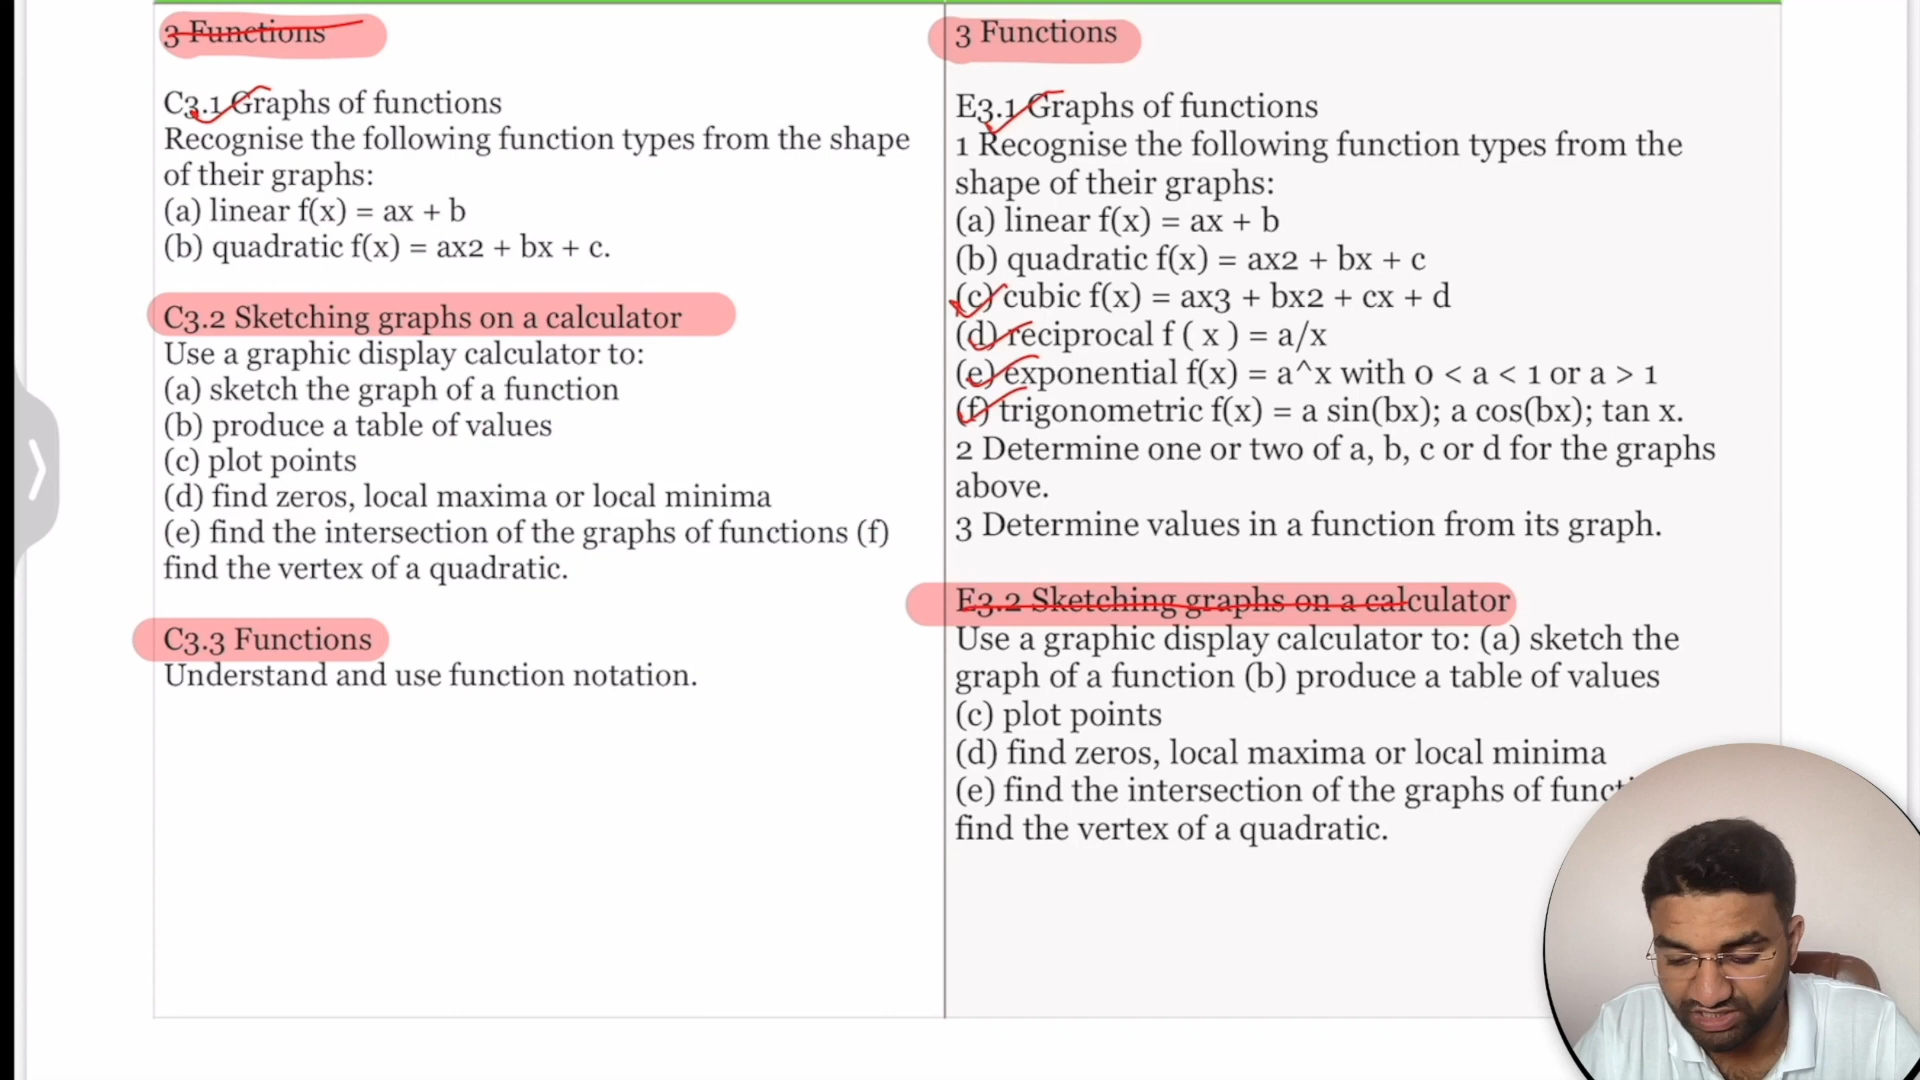 3 Functions
C3.1 Graphs of functions
Recognise the following function types from the shape
of their graphs:
(a) linear f(x) = ax + b
(b) quadratic f(x) = ax2 + bx + c.
C3.2 Sketching graphs on a calculator
Use a graphic display calculator to:
(a) sketch the graph of a function
(b) produce a table of values
(c) plot points
(d) find zeros, local maxima or local minima
(e) find the intersection of the graphs of functions (f)
find the vertex of a quadratic.
C3.3 Functions
Understand and use function notation.
3 Functions
E3.1 Graphs of functions
1 Recognise the following function types from the
shape of their graphs:
(a) linear f(x) = ax + b
(b) quadratic f(x) = ax2 + bx + c
(c) cubic f(x) = ax3 + bx2 + cx + d
(d) reciprocal f ( x ) = a/x
(e) exponential f(x) = a^x with 0 < a < 1 or a > 1
(f) trigonometric f(x) = a sin(bx); a cos(bx); tan x.
2 Determine one or two of a, b, c or d for the graphs
above.
3 Determine values in a function from its graph.
E3.2 Sketching graphs on a calculator
Use a graphic display calculator to: (a) sketch the
graph of a function (b) produce a table of values
(c) plot points
(d) find zeros, local maxima or local minima
(e) find the intersection of the graphs of
find the vertex of a quadratic.